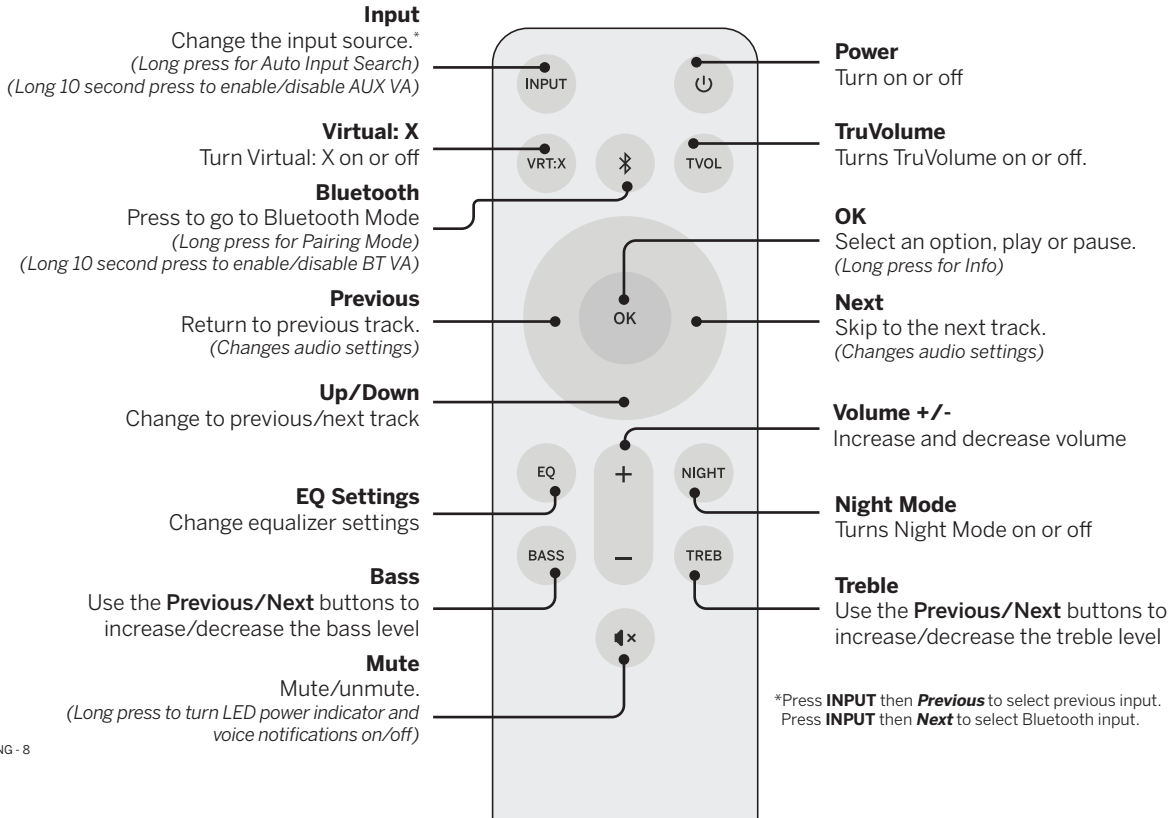 Input
Change the input source.*
(Long press for Auto Input Search)
(Long 10 second press to enable/disable AUX VA)
Virtual: X
Turn Virtual: X on or off
Bluetooth
Press to go to Bluetooth Mode
(Long press for Pairing Mode)
(Long 10 second press to enable/disable BT VA)
Previous
Return to previous track.
(Changes audio settings)
Up/Down
Change to previous/next track
EQ Settings
Change equalizer settings
Bass
Use the Previous/Next buttons to
increase/decrease the bass level
Mute
Mute/unmute.
(Long press to turn LED power indicator and
voice notifications on/off)
NG - 8
INPUT
VRT:X
TVOL
OK
EQ
+
NIGHT
BASS
–
TREB
Power
Turn on or off
TruVolume
Turns TruVolume on or off.
OK
Select an option, play or pause.
(Long press for Info)
Next
Skip to the next track.
(Changes audio settings)
Volume +/-
Increase and decrease volume
Night Mode
Turns Night Mode on or off
Treble
Use the Previous/Next buttons to
increase/decrease the treble level
*Press INPUT then Previous to select previous input.
Press INPUT then Next to select Bluetooth input.